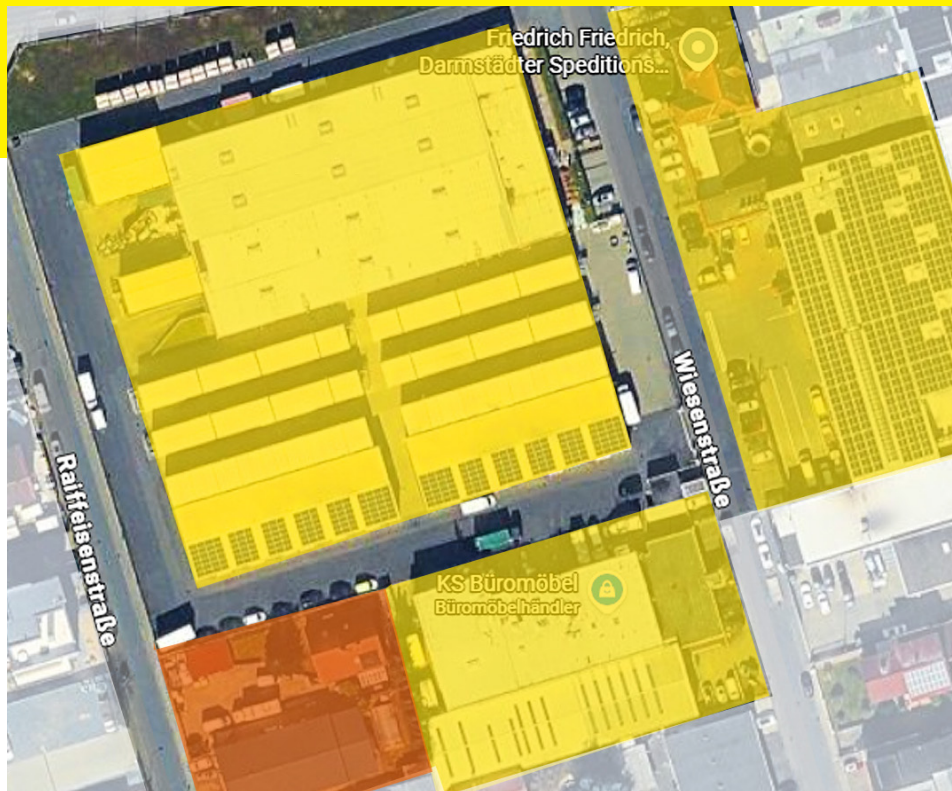 Friedrich Friedrich,
Darmstädter Speditions...
Wiesenstraße
Raiffeisenstraße
KS Büromöbel
Büromöbelhändler